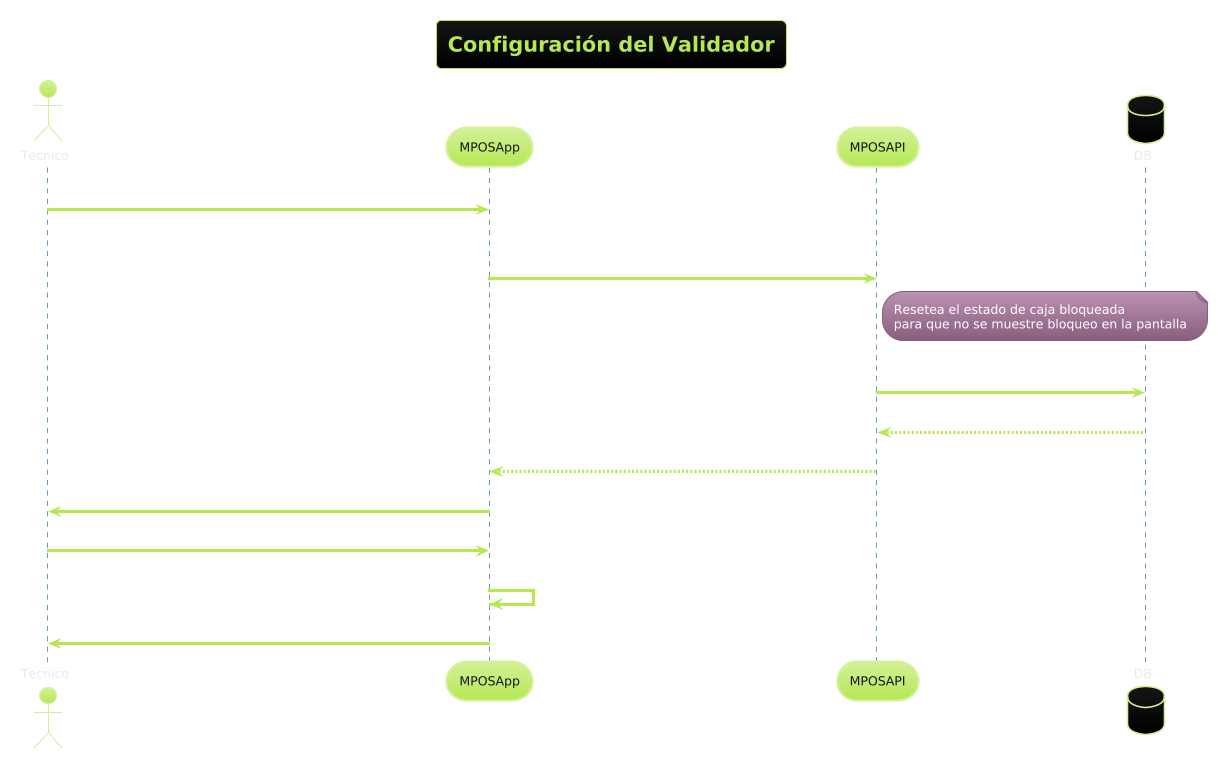 Configuración del Validador
Tecnico
MPOSApp
MPOSAPI
DB
Resetea el estado de caja bloqueada
para que no se muestre bloqueo en la pantalla
Tecnico
MPOSApp
MPOSAPI
DB